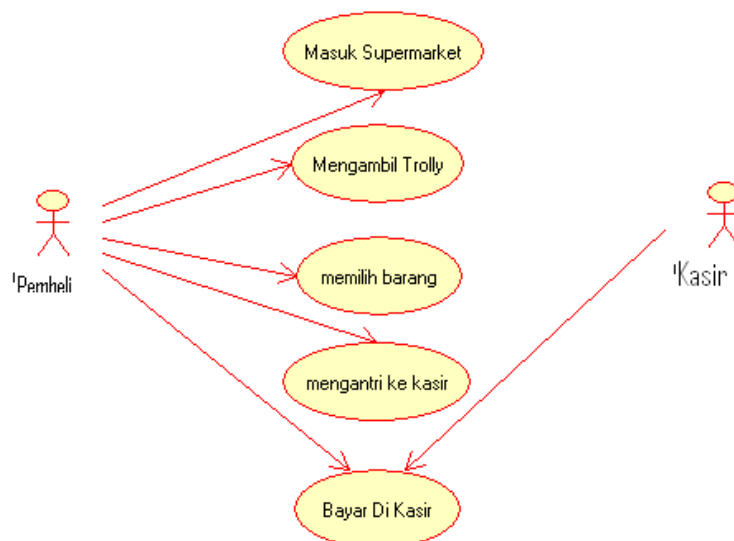 Masuk Supermarket
Mengambil Trolly
'Pembeli
memilih barang
'Kasir
mengantri ke kasir
Bayar Di Kasir